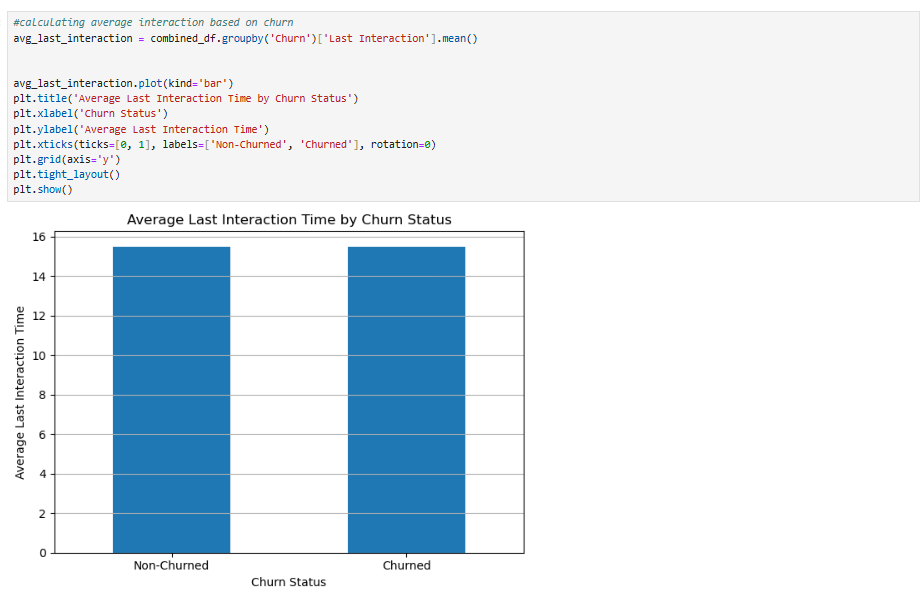 #calculating average interaction based on churn
avg_last_interaction = combined_df.groupby('Churn')['Last Interaction'].mean()
avg_last_interaction.plot(kind='bar')
plt.title('Average Last Interaction Time by Churn Status')
plt.xlabel('Churn Status')
plt.ylabel('Average Last Interaction Time')
plt.xticks(ticks=[0, 1], labels=['Non-Churned', 'Churned'], rotation=0)
plt.grid(axis='y')
plt.tight_layout()
plt.show()
Average Last Interaction Time by Churn Status
Average Last Interaction Time
16
14
12
10
8
6
4
2
0
Non-Churned Churned
Churn Status